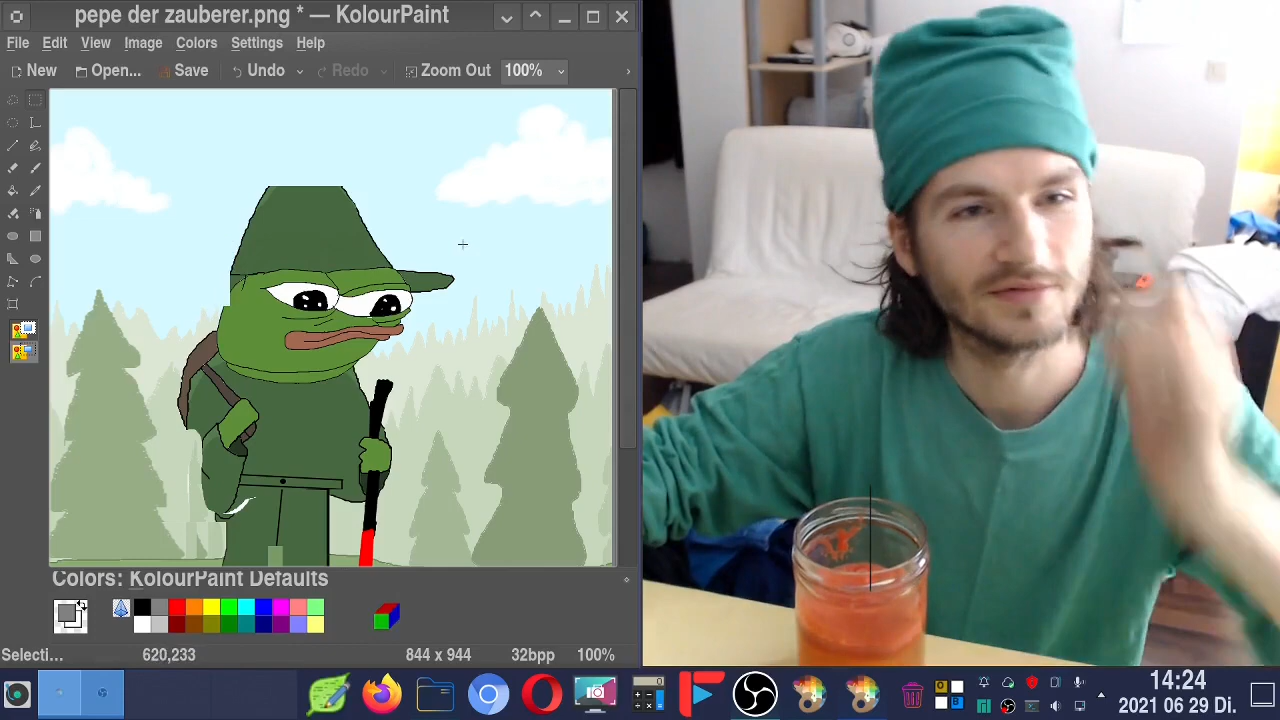 pepe der zauberer.png * — KolourPaint
File Edit View Image Colors Settings Help
New Open... Save Undo Redo Zoom Out 100%
Colors: KolourPaint Defaults
Selecti... 620,233 844 x 944 32bpp 100%
14:24
2021 06 29 Di.